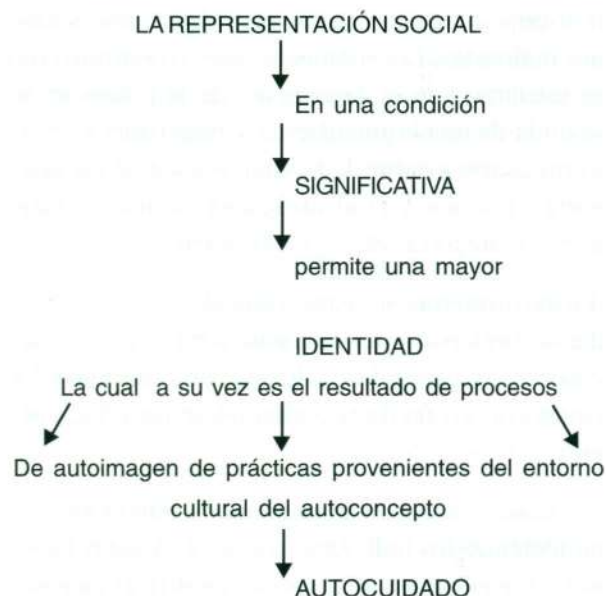 LA REPRESENTACIÓN SOCIAL
En una condición
SIGNIFICATIVA
permite una mayor
IDENTIDAD
La cual a su vez es el resultado de procesos
De autoimagen de prácticas provenientes del entorno
cultural del autoconcepto
AUTOCUIDADO